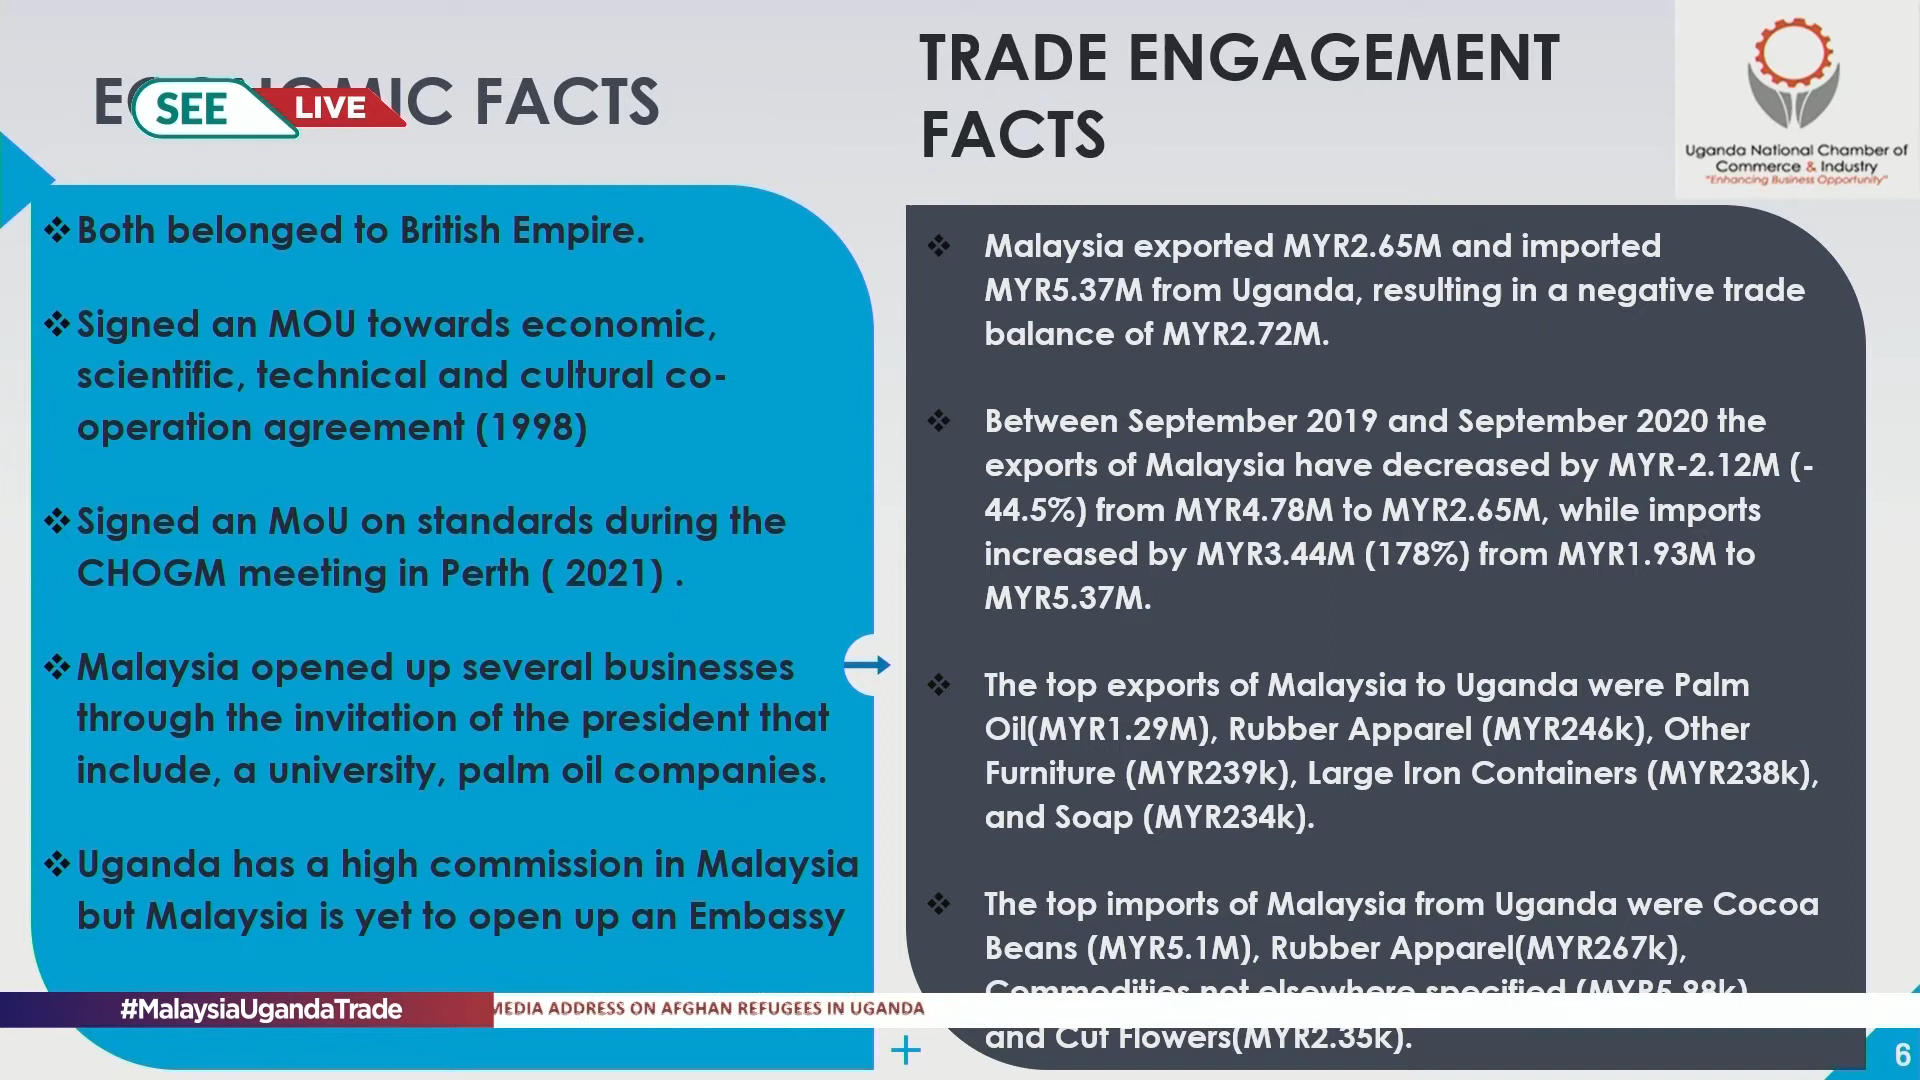 ECONOMIC FACTS
SEE LIVE
TRADE ENGAGEMENT
FACTS
Uganda National Chamber of
Commerce & Industry
"Enhancing Business Opportunity"
❖ Both belonged to British Empire.
❖ Signed an MOU towards economic,
scientific, technical and cultural co-
operation agreement (1998)
❖ Signed an MoU on standards during the
CHOGM meeting in Perth ( 2021) .
❖ Malaysia opened up several businesses
through the invitation of the president that
include, a university, palm oil companies.
❖ Uganda has a high commission in Malaysia
but Malaysia is yet to open up an Embassy
❖ Malaysia exported MYR2.65M and imported
MYR5.37M from Uganda, resulting in a negative trade
balance of MYR2.72M.
❖ Between September 2019 and September 2020 the
exports of Malaysia have decreased by MYR-2.12M (-
44.5%) from MYR4.78M to MYR2.65M, while imports
increased by MYR3.44M (178%) from MYR1.93M to
MYR5.37M.
❖ The top exports of Malaysia to Uganda were Palm
Oil(MYR1.29M), Rubber Apparel (MYR246k), Other
Furniture (MYR239k), Large Iron Containers (MYR238k),
and Soap (MYR234k).
❖ The top imports of Malaysia from Uganda were Cocoa
Beans (MYR5.1M), Rubber Apparel(MYR267k),
Commodities not elsewhere specified (MYR5.98k)
and Cut Flowers(MYR2.35k).
#MalaysiaUgandaTrade
MEDIA ADDRESS ON AFGHAN REFUGEES IN UGANDA
6